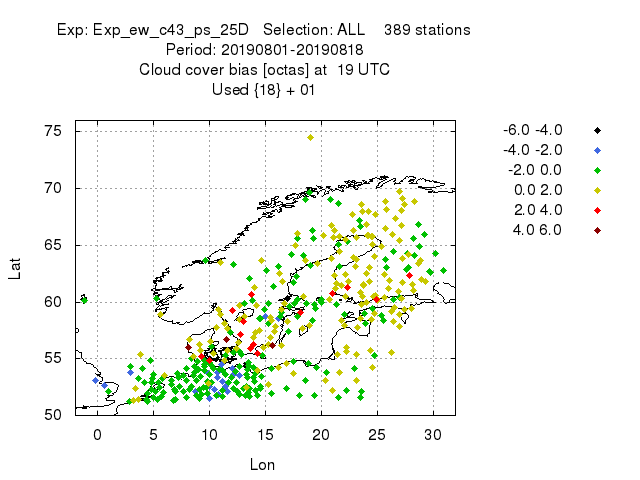 Exp: Exp_ew_c43_ps_25D Selection: ALL 389 stations
Period: 20190801-20190818
Cloud cover bias [octas] at 19 UTC
Used {18} + 01
-6.0 -4.0
-4.0 -2.0
-2.0 0.0
0.0 2.0
2.0 4.0
4.0 6.0
75
70
65
60
55
50
Lat
0 5 10 15 20 25 30
Lon